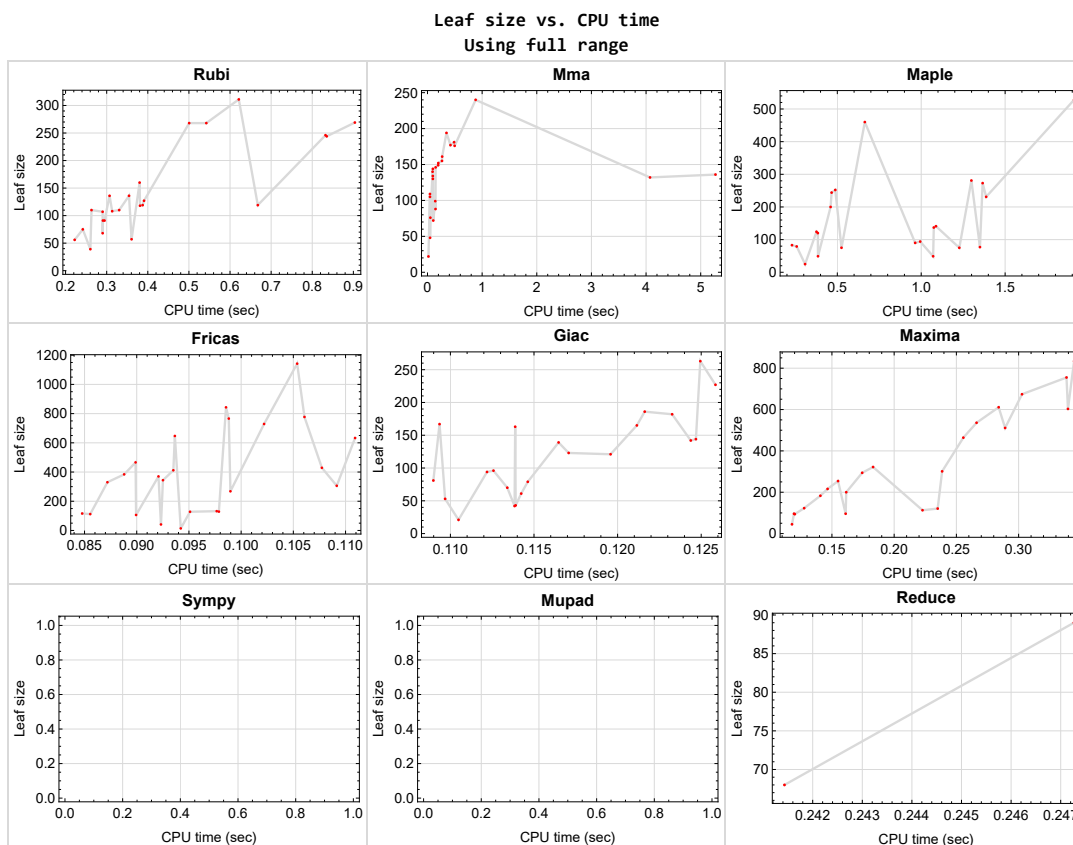 Leaf size vs. CPU time
Using full range
Rubi
Leaf size
300
250
200
150
100
50
0
0.2 0.3 0.4 0.5 0.6 0.7 0.8 0.9
CPU time (sec)
Mma
Leaf size
250
200
150
100
50
0
0 1 2 3 4 5
CPU time (sec)
Maple
Leaf size
500
400
300
200
100
0
0.5 1.0 1.5
CPU time (sec)
Fricas
Leaf size
1200
1000
800
600
400
200
0
0.085 0.090 0.095 0.100 0.105 0.110
CPU time (sec)
Giac
Leaf size
250
200
150
100
50
0
0.110 0.115 0.120 0.125
CPU time (sec)
Maxima
Leaf size
800
600
400
200
0
0.15 0.20 0.25 0.30
CPU time (sec)
Sympy
Leaf size
1.0
0.8
0.6
0.4
0.2
0.0
0.0 0.2 0.4 0.6 0.8 1.0
CPU time (sec)
Mupad
Leaf size
1.0
0.8
0.6
0.4
0.2
0.0
0.0 0.2 0.4 0.6 0.8 1.0
CPU time (sec)
Reduce
Leaf size
90
85
80
75
70
0.242 0.243 0.244 0.245 0.246 0.247
CPU time (sec)